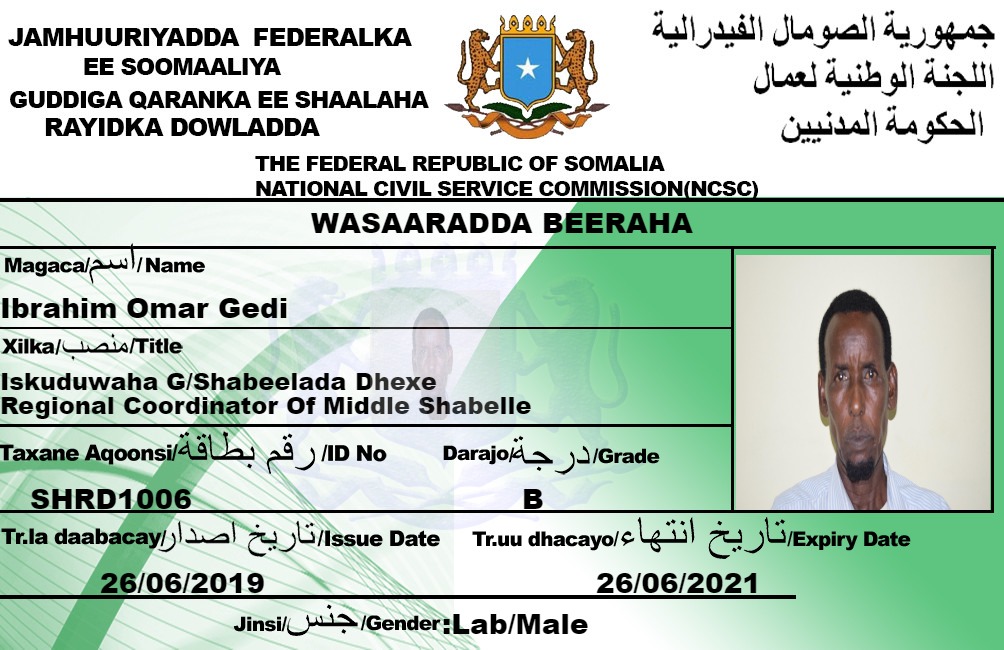 JAMHUURIYADDA FEDERALKA
EE SOOMAALIYA
GUDDIGA QARANKA EE SHAALAHA
RAYIDKA DOWLADDA
جمهورية الصومال الفيدرالية
اللجنة الوطنية لعمال
الحكومة المدنيين
THE FEDERAL REPUBLIC OF SOMALIA
NATIONAL CIVIL SERVICE COMMISSION(NCSC)
WASAARADDA BEERAHA
Magaca/اسم/Name
Ibrahim Omar Gedi
Xilka/منصب/Title
Iskuduwaha G/Shabeelada Dhexe
Regional Coordinator Of Middle Shabelle
Taxane Aqoonsi/رقم بطاقة/ID No
SHRD1006
Darajo/درجة/Grade
B
Tr.la daabacay/تاريخ اصدار/Issue Date
26/06/2019
Tr.uu dhacayo/تاريخ انتهاء/Expiry Date
26/06/2021
Jinsi/جنس/Gender:Lab/Male